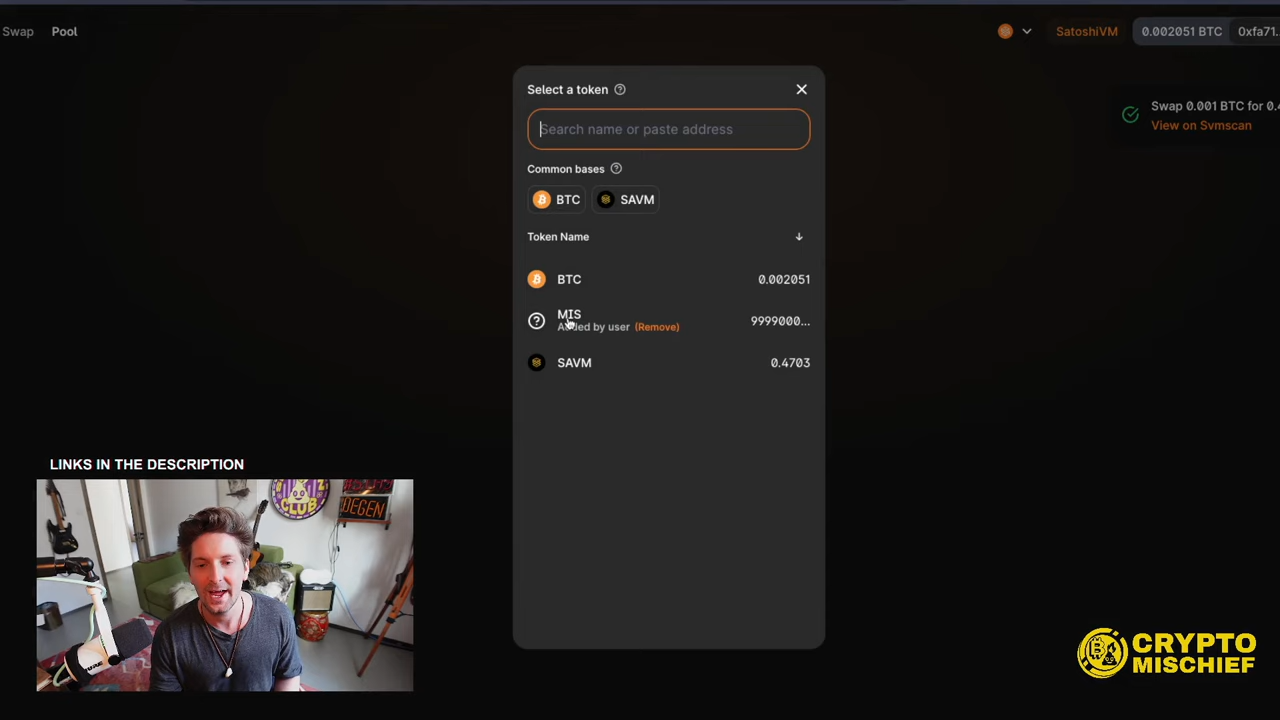 Swap Pool
SatoshiVM 0.002051 BTC 0xfa71...
Select a token
Search name or paste address
Swap 0.001 BTC for 0.4
View on Svmscan
Common bases
BTC SAVM
Token Name
BTC 0.002051
MIS 9999000...
Added by user (Remove)
SAVM 0.4703
LINKS IN THE DESCRIPTION
CLUB
DEGEN
CRYPTO
MISCHIEF